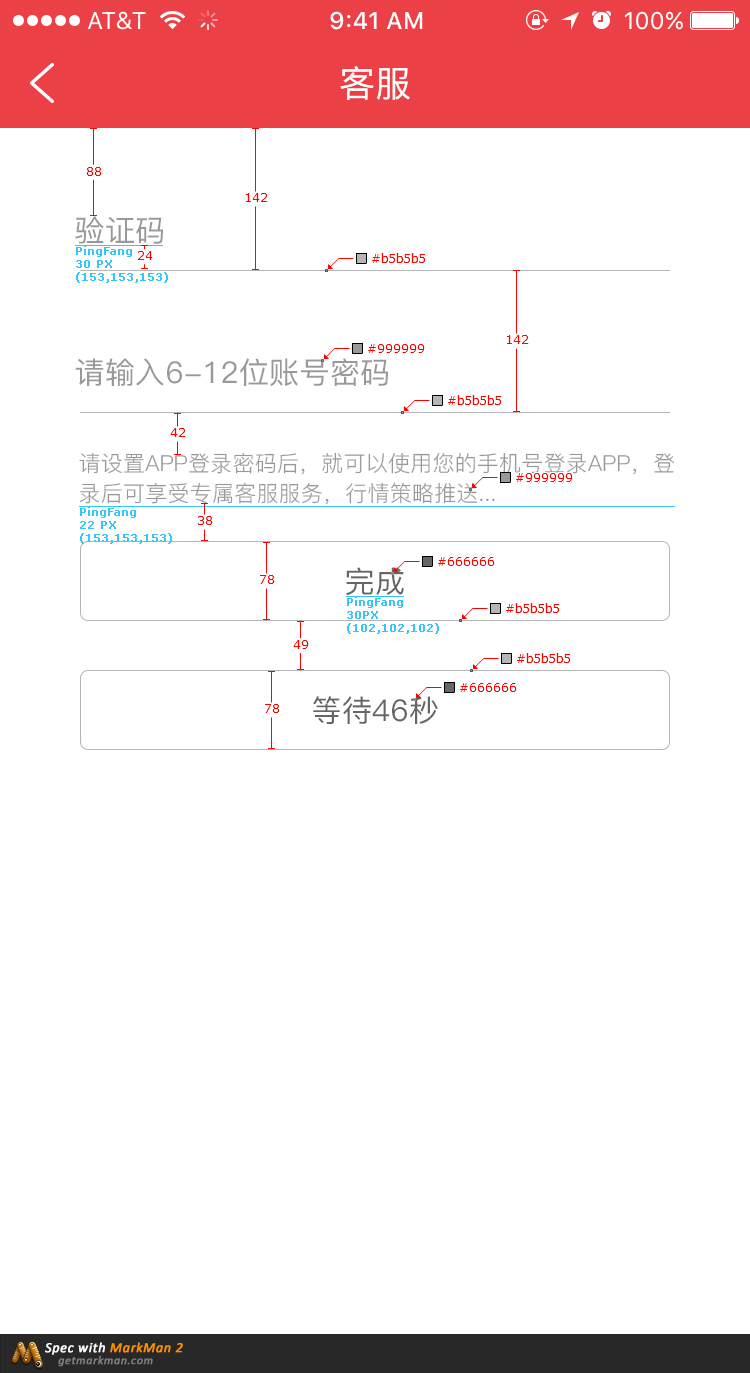 AT&T 9:41 AM 100%
客服
88
142
验证码
PingFang
30 PX
(153,153,153)
24
#b5b5b5
#999999
142
请输入6-12位账号密码
#b5b5b5
42
请设置APP登录密码后，就可以使用您的手机号登录APP，登
录后可享受专属客服服务，行情策略推送...
#999999
PingFang
22 PX
(153,153,153)
38
#666666
78
完成
PingFang
30PX
(102,102,102)
#b5b5b5
49
#b5b5b5
#666666
78
等待46秒
Spec with MarkMan 2
getmarkman.com